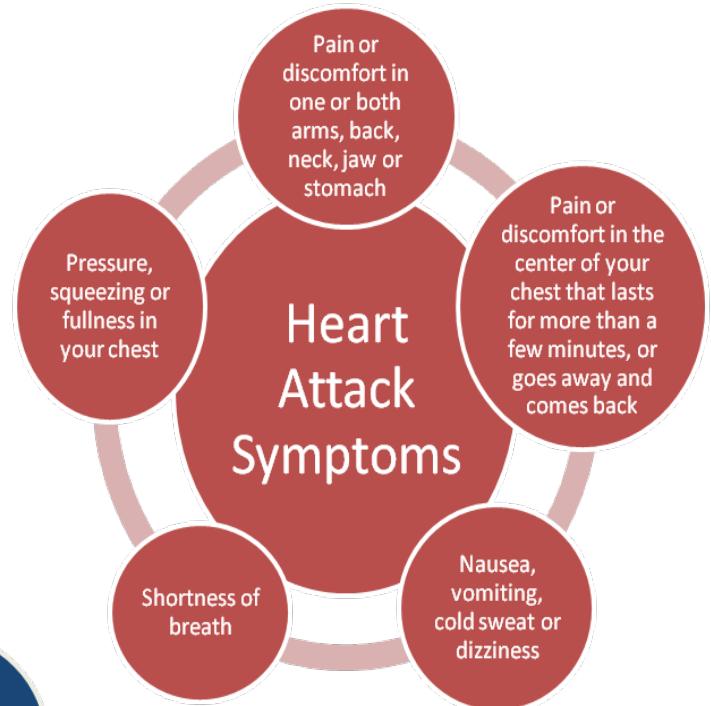 Pain or
discomfort in
one or both
arms, back,
neck, jaw or
stomach
Pain or
discomfort in the
center of your
chest that lasts
for more than a
few minutes, or
goes away and
comes back
Nausea,
vomiting,
cold sweat or
dizziness
Shortness of
breath
Pressure,
squeezing or
fullness in
your chest
Heart
Attack
Symptoms